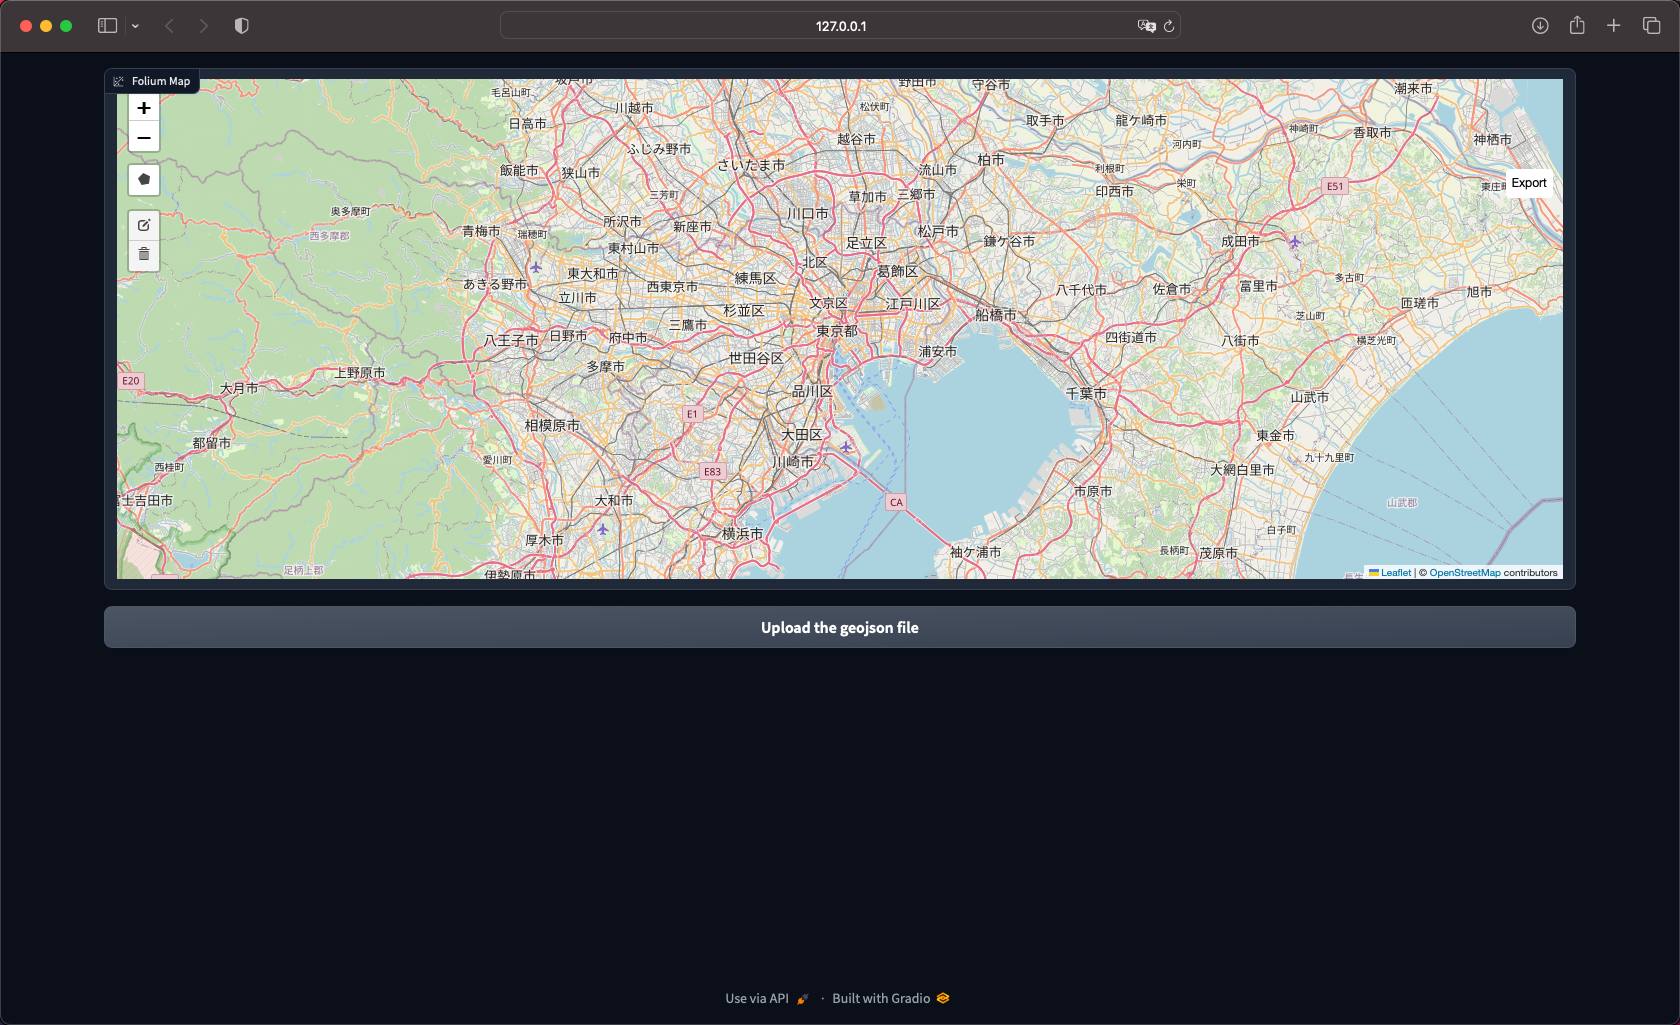 127.0.0.1
Folium Map
+
−
Export
坂戸市
毛呂山町
川越市
日高市
ふじみ野市
飯能市
狭山市
三芳町
さいたま市
越谷市
松伏町
野田市
守谷市
取手市
龍ケ崎市
柏市
流山市
利根町
河内町
神崎町
香取市
潮来市
神栖市
東庄町
栄町
印西市
E51
草加市
三郷市
川口市
奥多摩町
西多摩郡
青梅市
瑞穂町
所沢市
新座市
東村山市
足立区
松戸市
鎌ケ谷市
成田市
北区
葛飾区
練馬区
あきる野市
東大和市
立川市
西東京市
文京区
江戸川区
八千代市
佐倉市
富里市
多古町
旭市
匝瑳市
杉並区
三鷹市
東京都
船橋市
芝山町
八王子市
日野市
府中市
四街道市
八街市
横芝光町
世田谷区
浦安市
多摩市
上野原市
E20
大月市
品川区
千葉市
山武市
E1
相模原市
大田区
東金市
都留市
西桂町
愛川町
川崎市
E83
九十九里町
大網白里市
富士吉田市
大和市
CA
市原市
山武郡
横浜市
厚木市
白子町
袖ケ浦市
長柄町
茂原市
足柄上郡
伊勢原市
Leaflet | © OpenStreetMap contributors
Upload the geojson file
Use via API · Built with Gradio